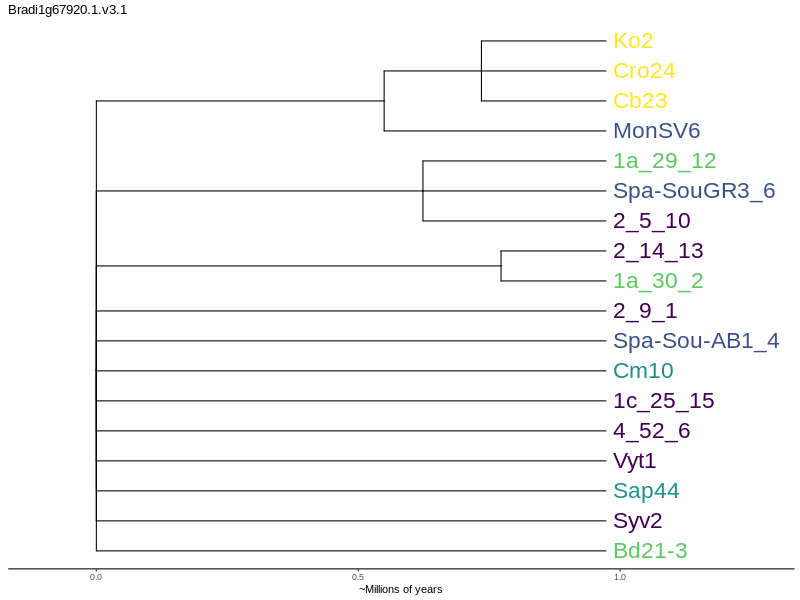 Bradi1g67920.1.v3.1
Ko2
Cro24
Cb23
MonSV6
1a_29_12
Spa-SouGR3_6
2_5_10
2_14_13
1a_30_2
2_9_1
Spa-Sou-AB1_4
Cm10
1c_25_15
4_52_6
Vyt1
Sap44
Syv2
Bd21-3
0.0 0.5 1.0
~Millions of years